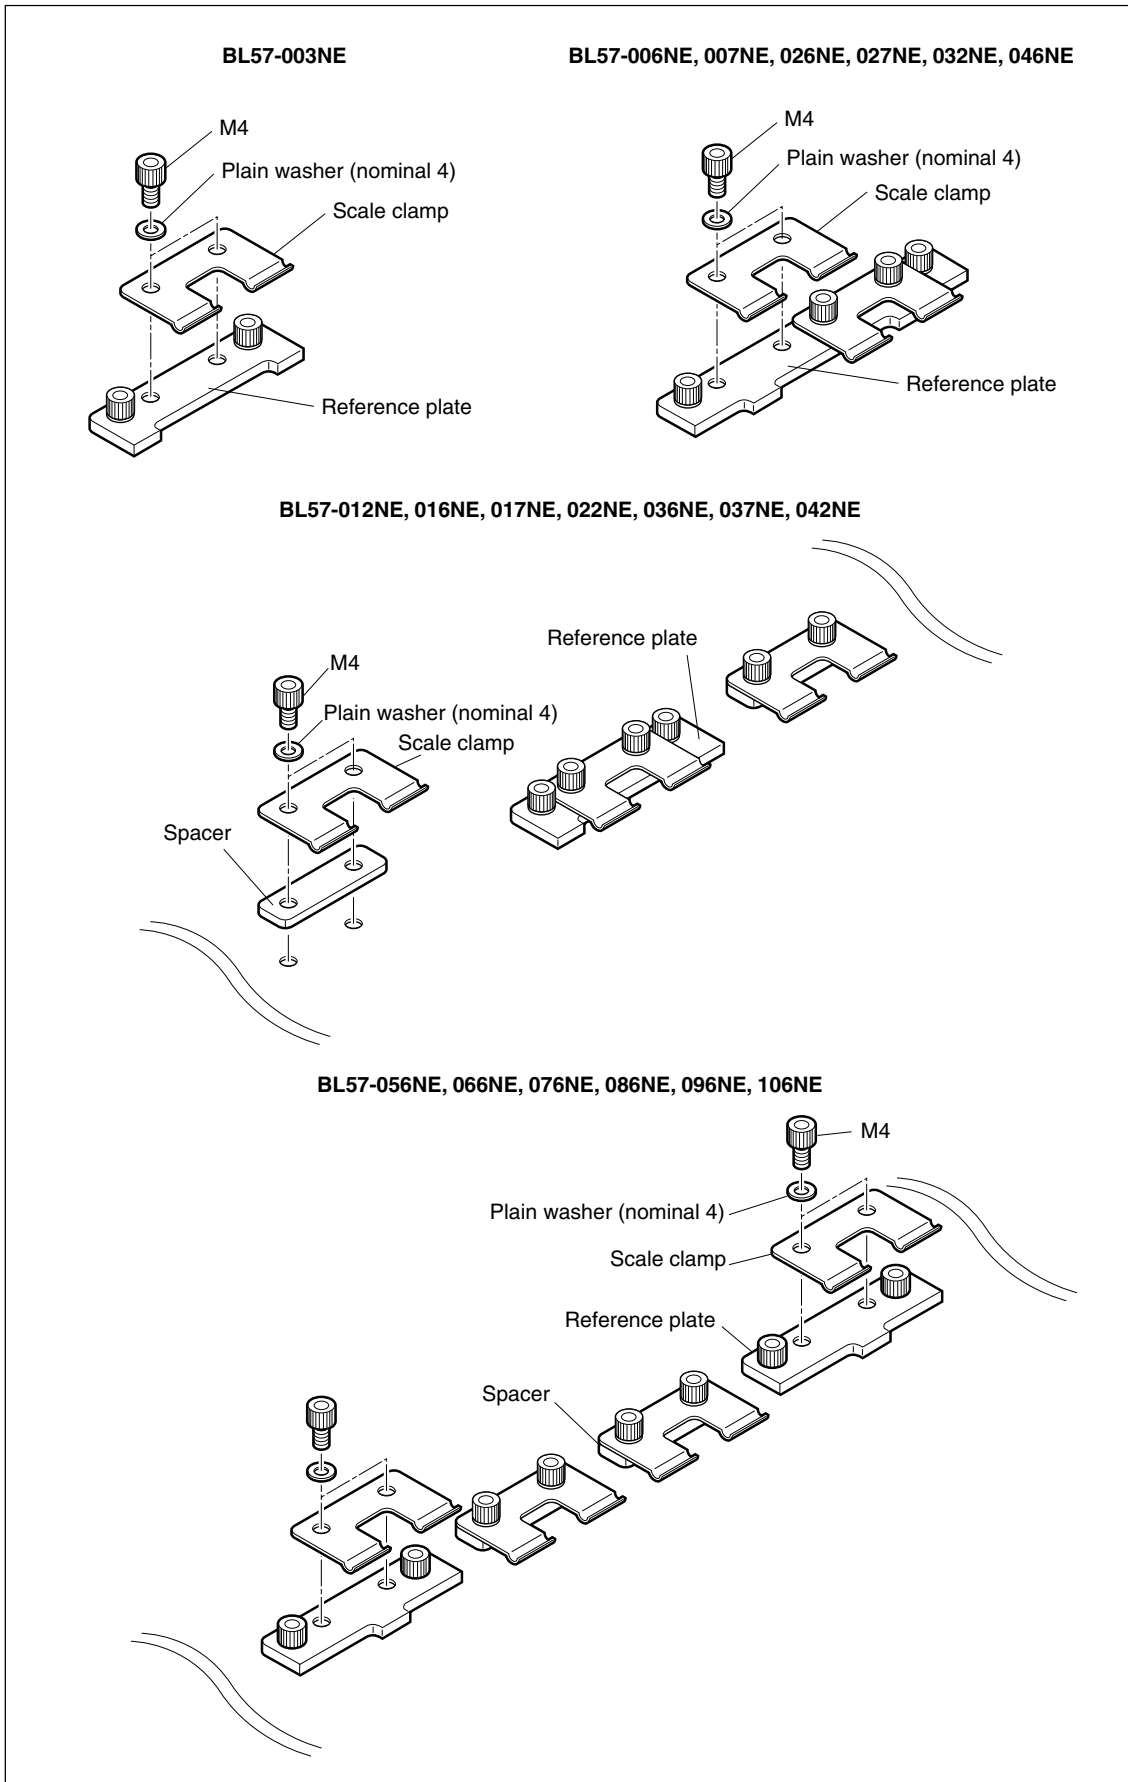 BL57-003NE
BL57-006NE, 007NE, 026NE, 027NE, 032NE, 046NE
M4
Plain washer (nominal 4)
Scale clamp
Reference plate
M4
Plain washer (nominal 4)
Scale clamp
Reference plate
BL57-012NE, 016NE, 017NE, 022NE, 036NE, 037NE, 042NE
Reference plate
M4
Plain washer (nominal 4)
Scale clamp
Spacer
BL57-056NE, 066NE, 076NE, 086NE, 096NE, 106NE
M4
Plain washer (nominal 4)
Scale clamp
Reference plate
Spacer